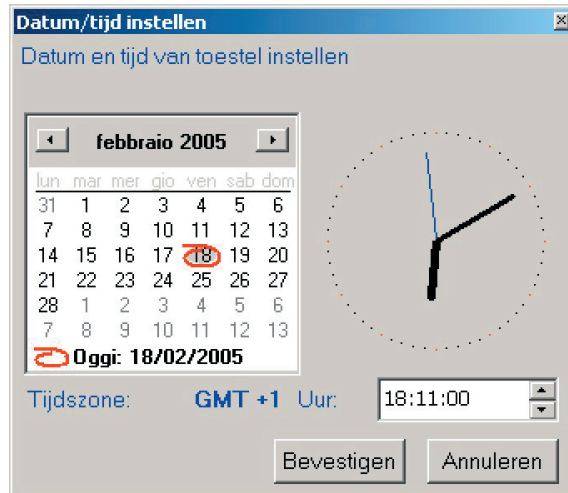 Datum/tijd instellen
Datum en tijd van toestel instellen
febbraio 2005
lun mar mer gio ven sab dom
31 1 2 3 4 5 6
7 8 9 10 11 12 13
14 15 16 17 18 19 20
21 22 23 24 25 26 27
28 1 2 3 4 5 6
7 8 9 10 11 12 13
Oggi: 18/02/2005
Tijdszone: GMT +1 Uur: 18:11:00
Bevestigen Annuleren